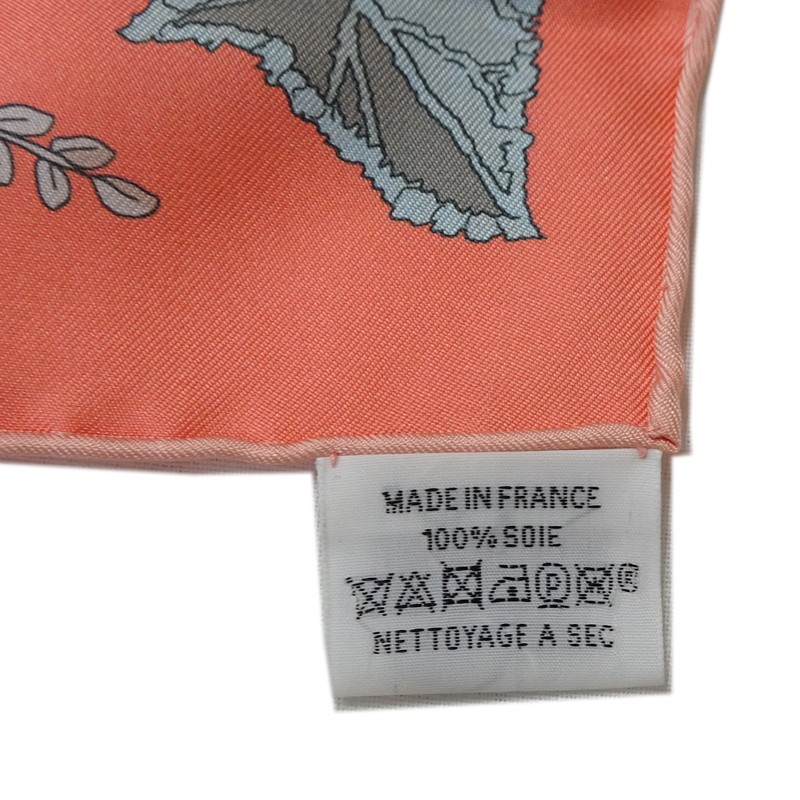 MADE IN FRANCE
100% SOIE
P ®
NETTOYAGE A SEC